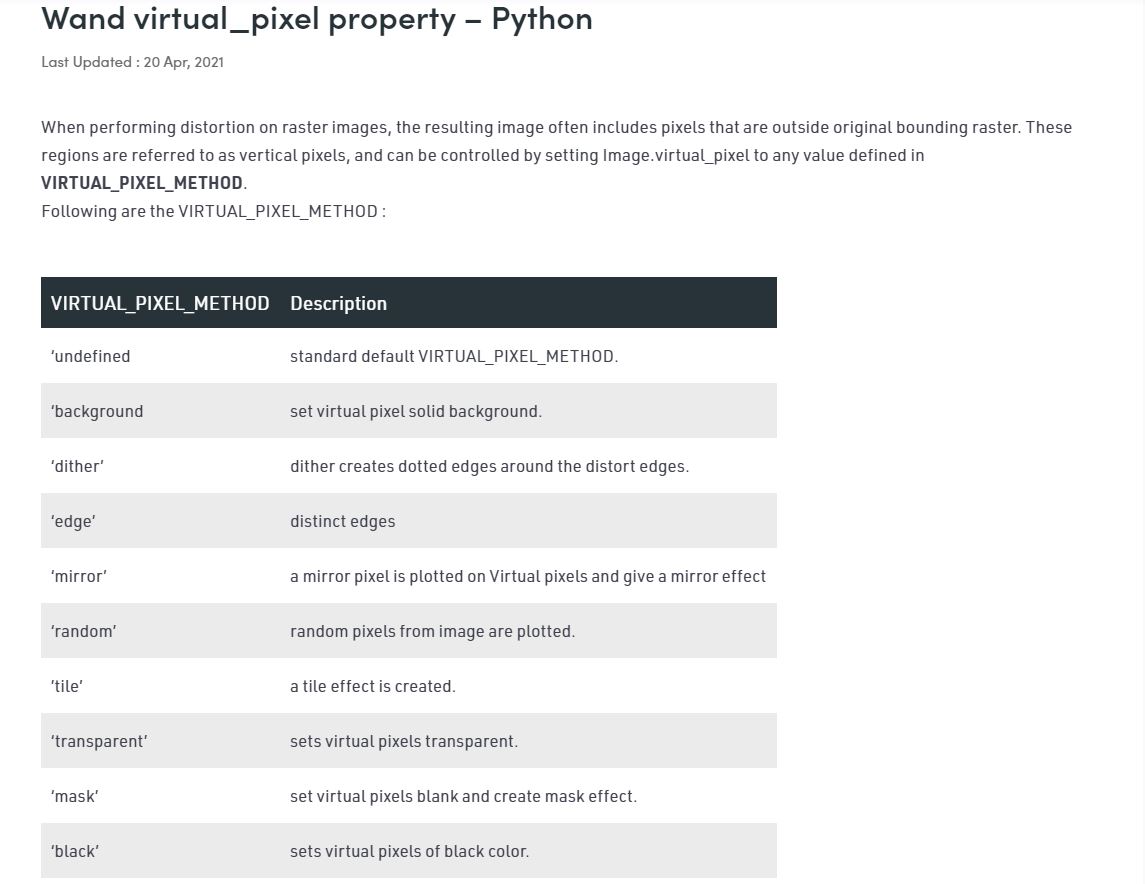 Wand virtual_pixel property – Python
Last Updated : 20 Apr, 2021
When performing distortion on raster images, the resulting image often includes pixels that are outside original bounding raster. These
regions are referred to as vertical pixels, and can be controlled by setting Image.virtual_pixel to any value defined in
VIRTUAL_PIXEL_METHOD.
Following are the VIRTUAL_PIXEL_METHOD :
VIRTUAL_PIXEL_METHOD Description
‘undefined standard default VIRTUAL_PIXEL_METHOD.
‘background set virtual pixel solid background.
‘dither’ dither creates dotted edges around the distort edges.
‘edge’ distinct edges
‘mirror’ a mirror pixel is plotted on Virtual pixels and give a mirror effect
‘random’ random pixels from image are plotted.
‘tile’ a tile effect is created.
‘transparent’ sets virtual pixels transparent.
‘mask’ set virtual pixels blank and create mask effect.
‘black’ sets virtual pixels of black color.